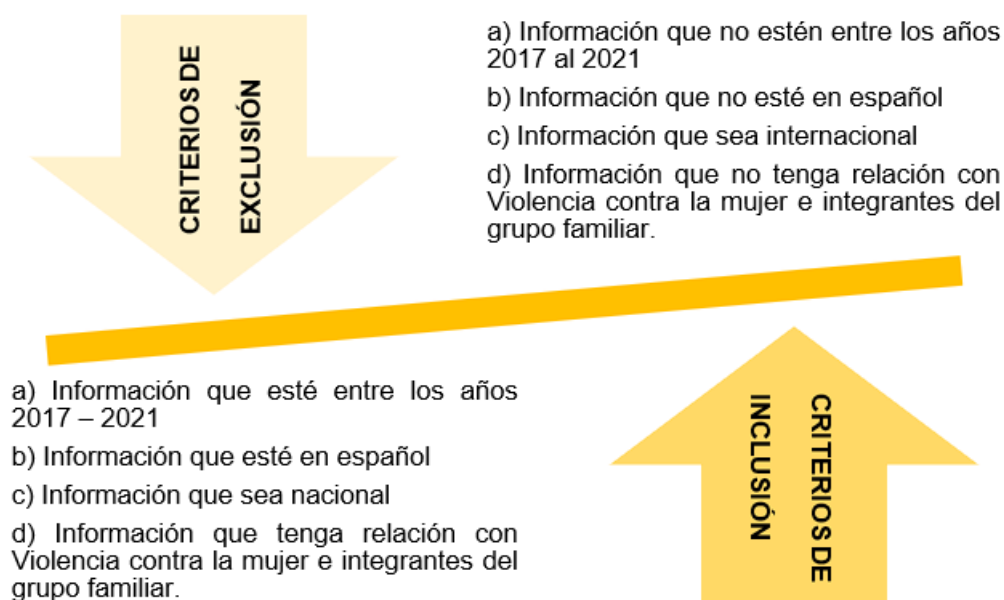 CRITERIOS DE
EXCLUSIÓN
a) Información que no estén entre los años
2017 al 2021
b) Información que no esté en español
c) Información que sea internacional
d) Información que no tenga relación con
Violencia contra la mujer e integrantes del
grupo familiar.
a) Información que esté entre los años
2017 – 2021
b) Información que esté en español
c) Información que sea nacional
d) Información que tenga relación con
Violencia contra la mujer e integrantes del
grupo familiar.
CRITERIOS DE
INCLUSIÓN